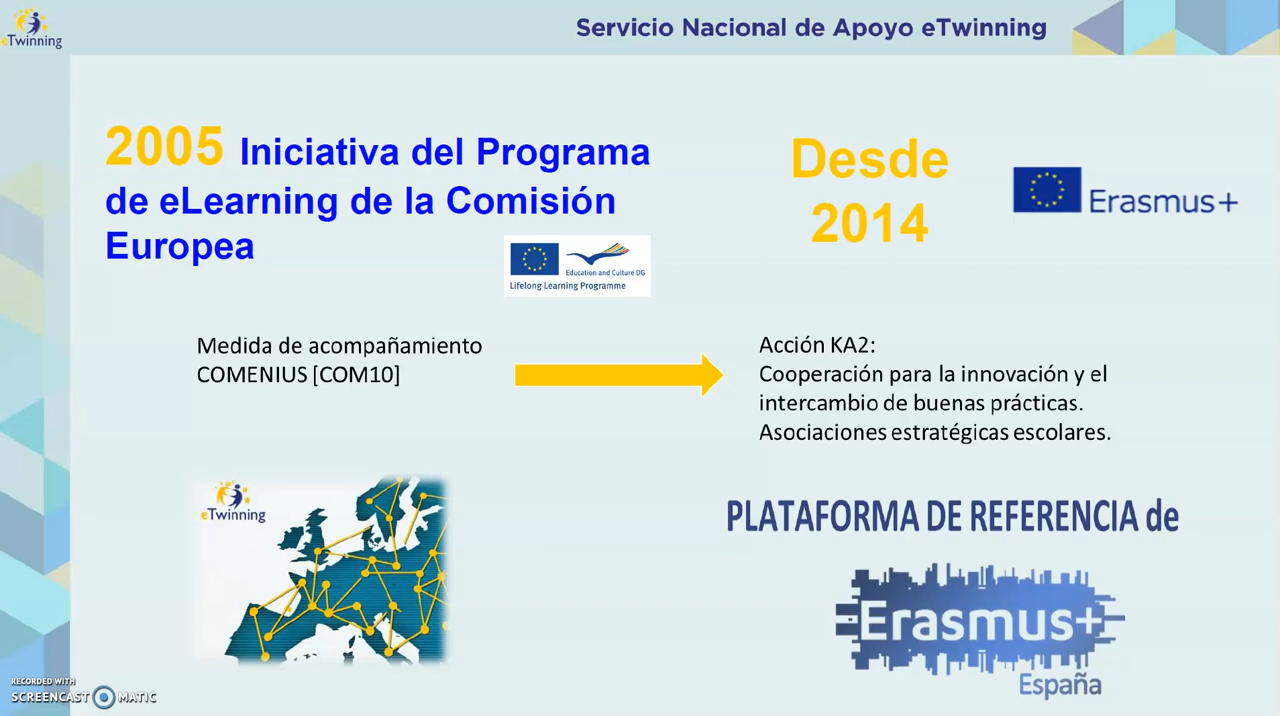 eTwinning
Servicio Nacional de Apoyo eTwinning
2005 Iniciativa del Programa
de eLearning de la Comisión
Europea
Education and Culture DG
Lifelong Learning Programme
Desde
2014
Erasmus+
Medida de acompañamiento
COMENIUS [COM10]
Acción KA2:
Cooperación para la innovación y el
intercambio de buenas prácticas.
Asociaciones estratégicas escolares.
eTwinning
PLATAFORMA DE REFERENCIA de
Erasmus+
España
RECORDED WITH
SCREENCAST MATIC